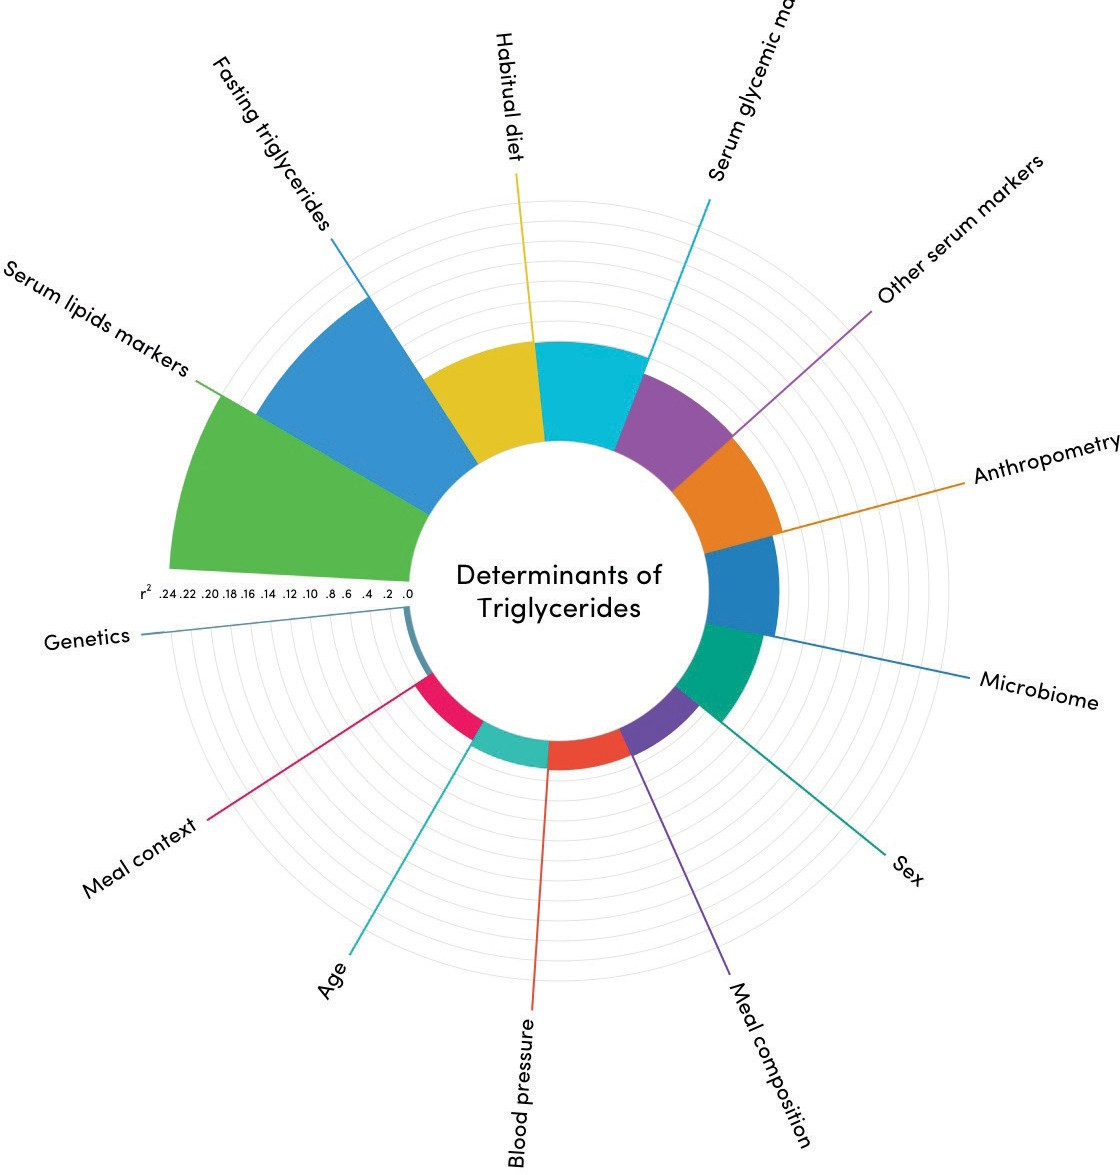 Serum glycemic
Habitual diet
Fasting triglycerides
Other serum markers
Serum lipids markers
Anthropometry
Determinants of
Triglycerides
r² .24 .22 .20 .18 .16 .14 .12 .10 .8 .6 .4 .2 .0
Genetics
Microbiome
Meal context
Sex
Age
Meal composition
Blood pressure